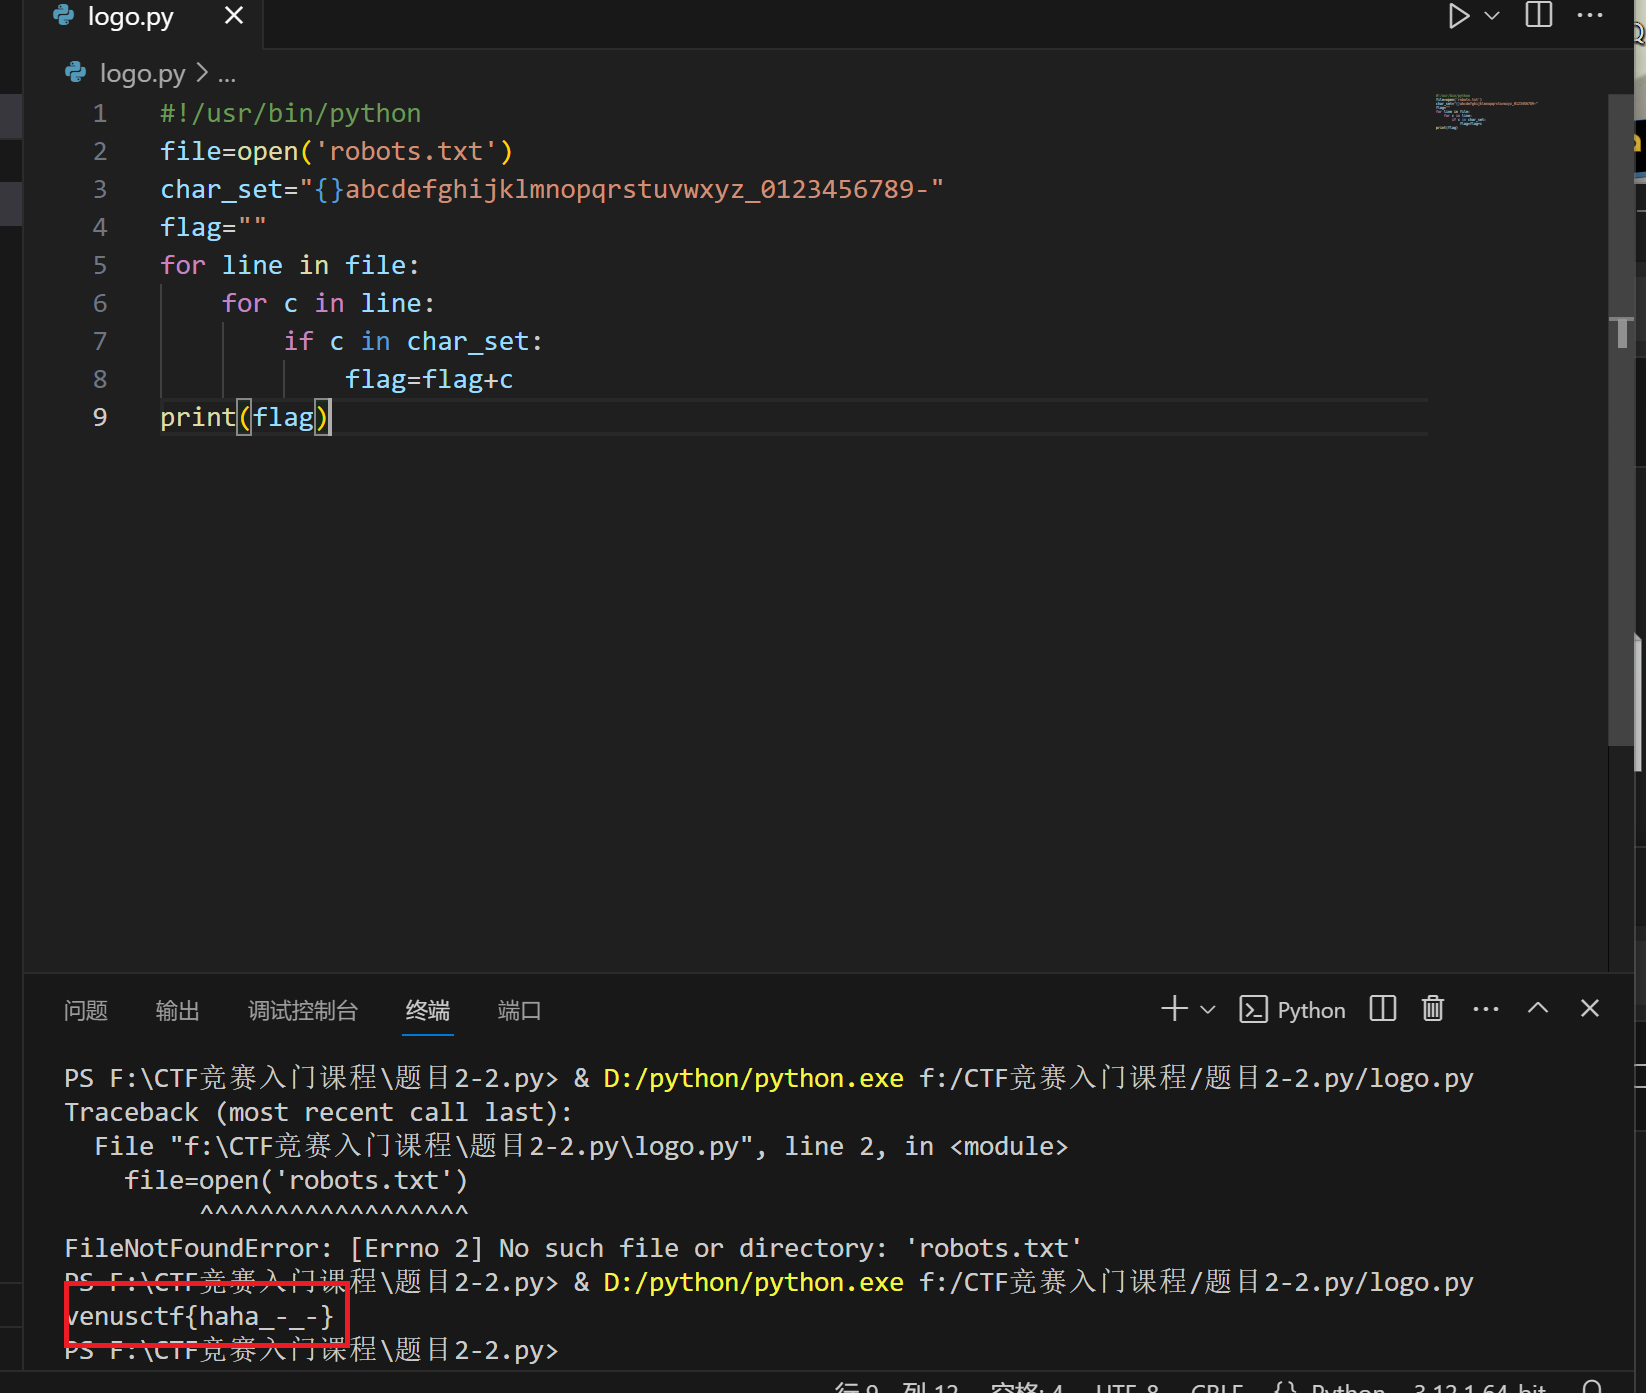 logo.py
logo.py > ...
1 #!/usr/bin/python
2 file=open('robots.txt')
3 char_set="{}abcdefghijklmnopqrstuvwxyz_0123456789-"
4 flag=""
5 for line in file:
6     for c in line:
7         if c in char_set:
8             flag=flag+c
9 print(flag)
问题 输出 调试控制台 终端 端口 Python
PS F:\CTF竞赛入门课程\题目2-2.py> & D:/python/python.exe f:/CTF竞赛入门课程/题目2-2.py/logo.py
Traceback (most recent call last):
  File "f:\CTF竞赛入门课程\题目2-2.py\logo.py", line 2, in <module>
    file=open('robots.txt')
         ^^^^^^^^^^^^^^^^^^
FileNotFoundError: [Errno 2] No such file or directory: 'robots.txt'
PS F:\CTF竞赛入门课程\题目2-2.py> & D:/python/python.exe f:/CTF竞赛入门课程/题目2-2.py/logo.py
venusctf{haha_-_-}
PS F:\CTF竞赛入门课程\题目2-2.py>
行 9, 列 12 空格: 4 UTF-8 CRLF {} Python 3.12.1 64-bit